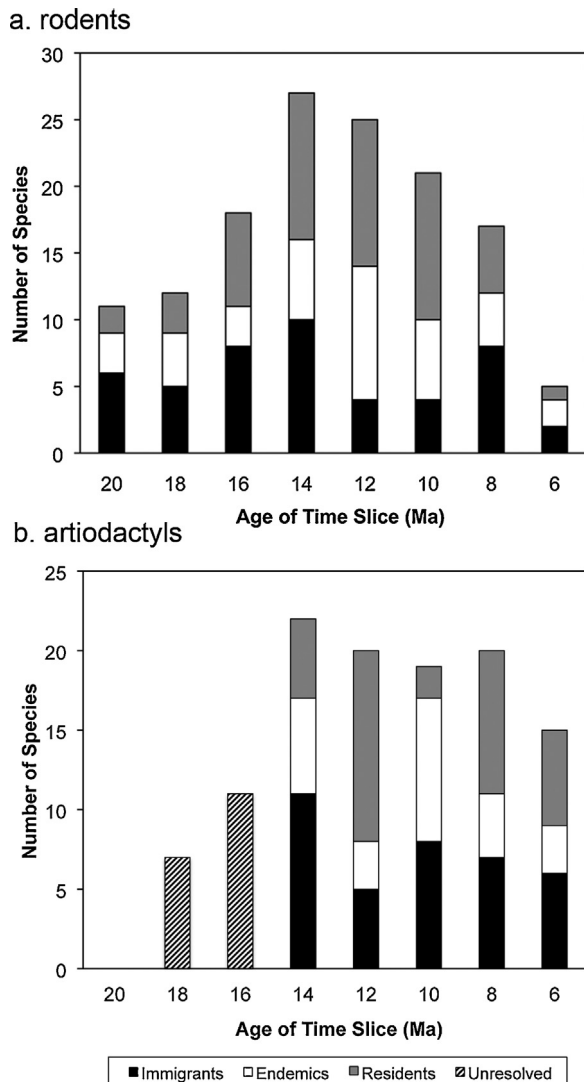 a. rodents
30
25
20
15
10
5
0
Number of Species
20 18 16 14 12 10 8 6
Age of Time Slice (Ma)
b. artiodactyls
25
20
15
10
5
0
Number of Species
20 18 16 14 12 10 8 6
Age of Time Slice (Ma)
Immigrants Endemics Residents Unresolved